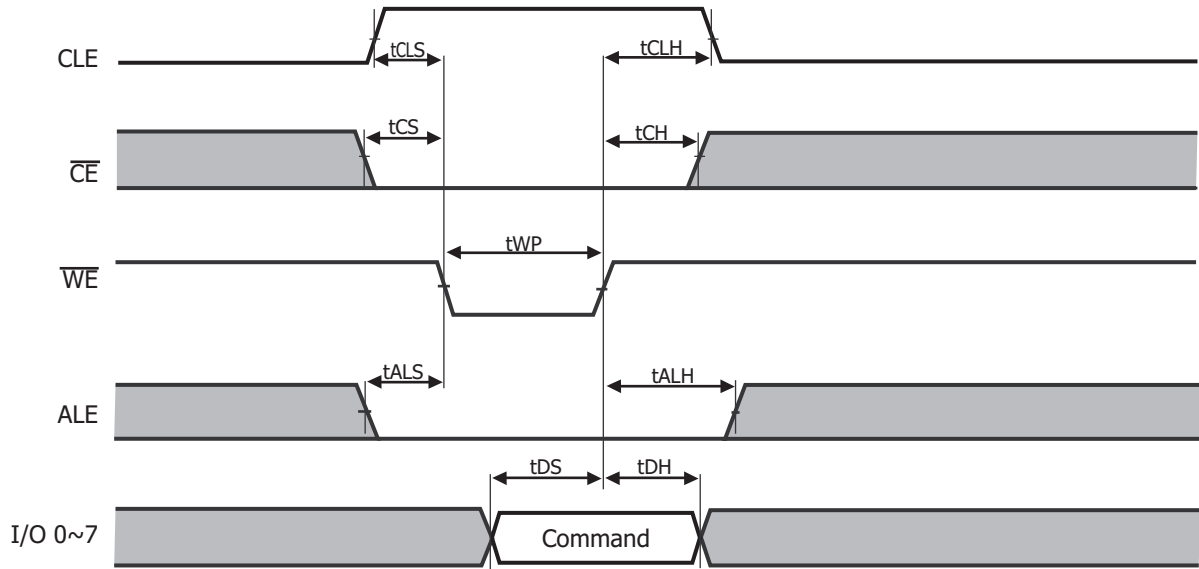 CLE
tCLS
tCLH
tCS
tCH
CE
tWP
WE
tALS
tALH
ALE
tDS
tDH
I/O 0~7
Command